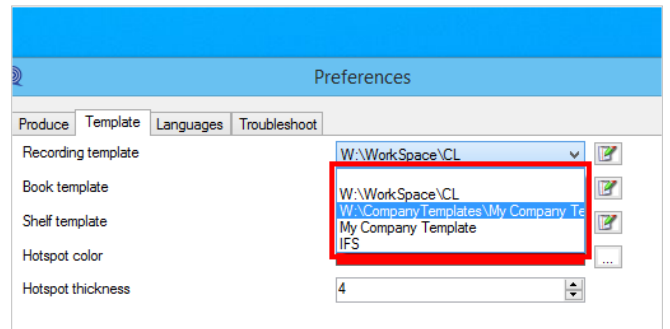 Preferences
Produce Template Languages Troubleshoot
Recording template W:\WorkSpace\CL
W:\WorkSpace\CL
Book template
W:\CompanyTemplates\My Company Te
Shelf template My Company Template
IFS
Hotspot color ...
Hotspot thickness 4